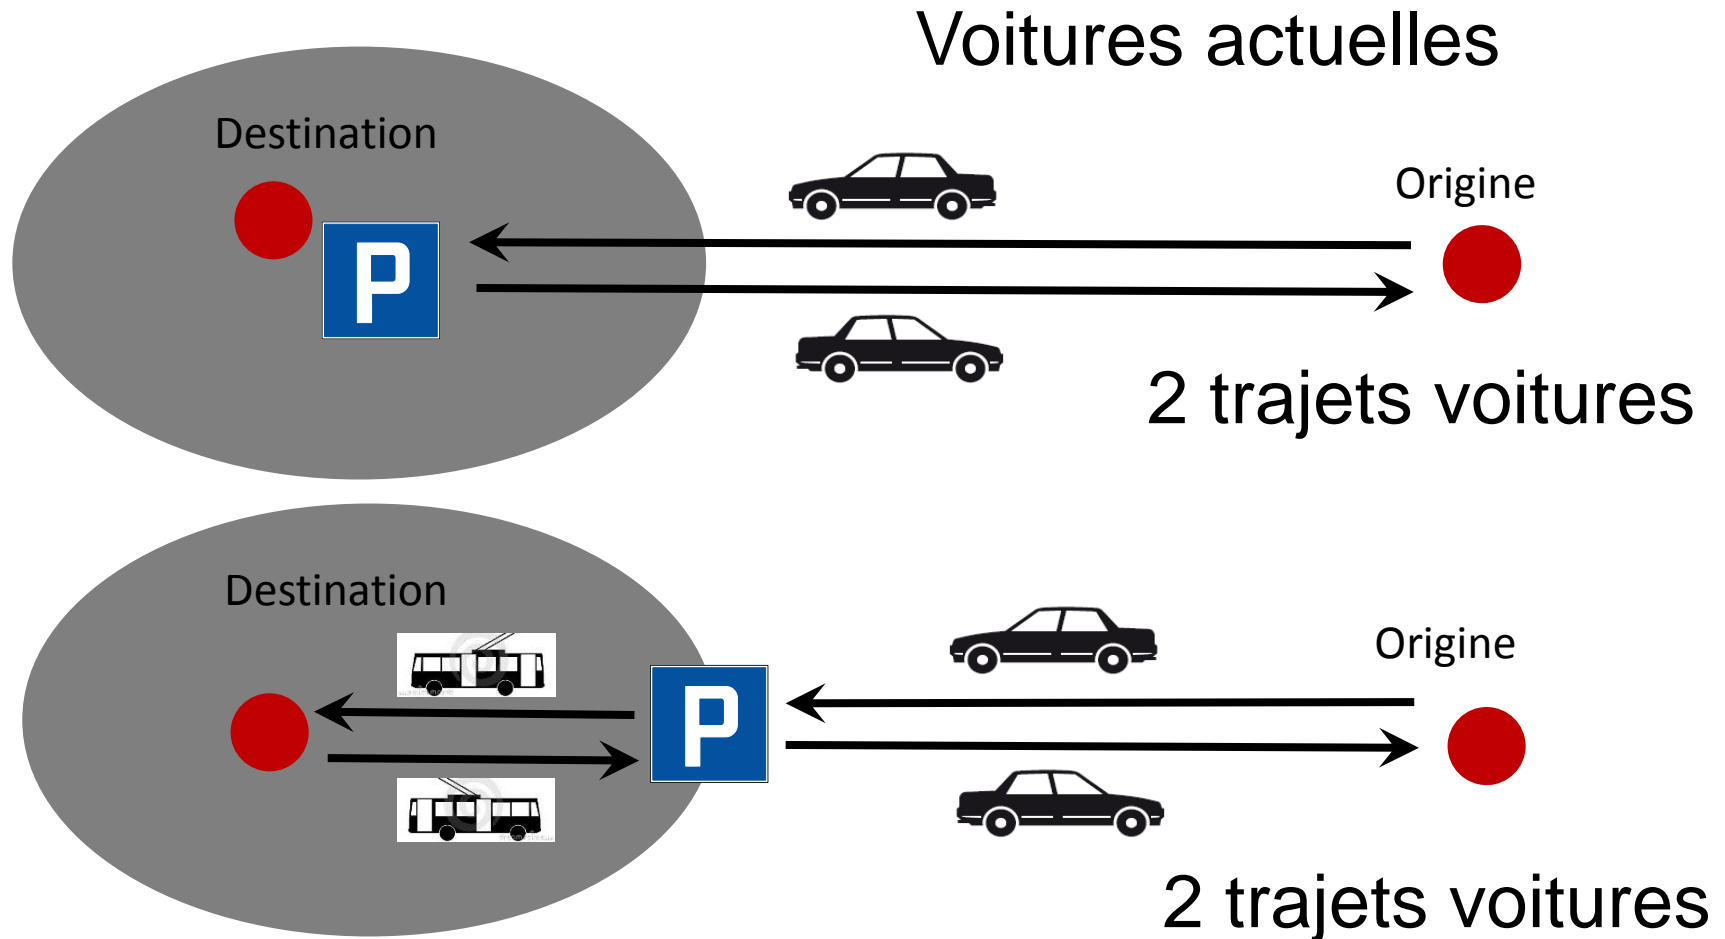 Voitures actuelles
Destination
Origine
P
2 trajets voitures
Destination
Origine
P
2 trajets voitures